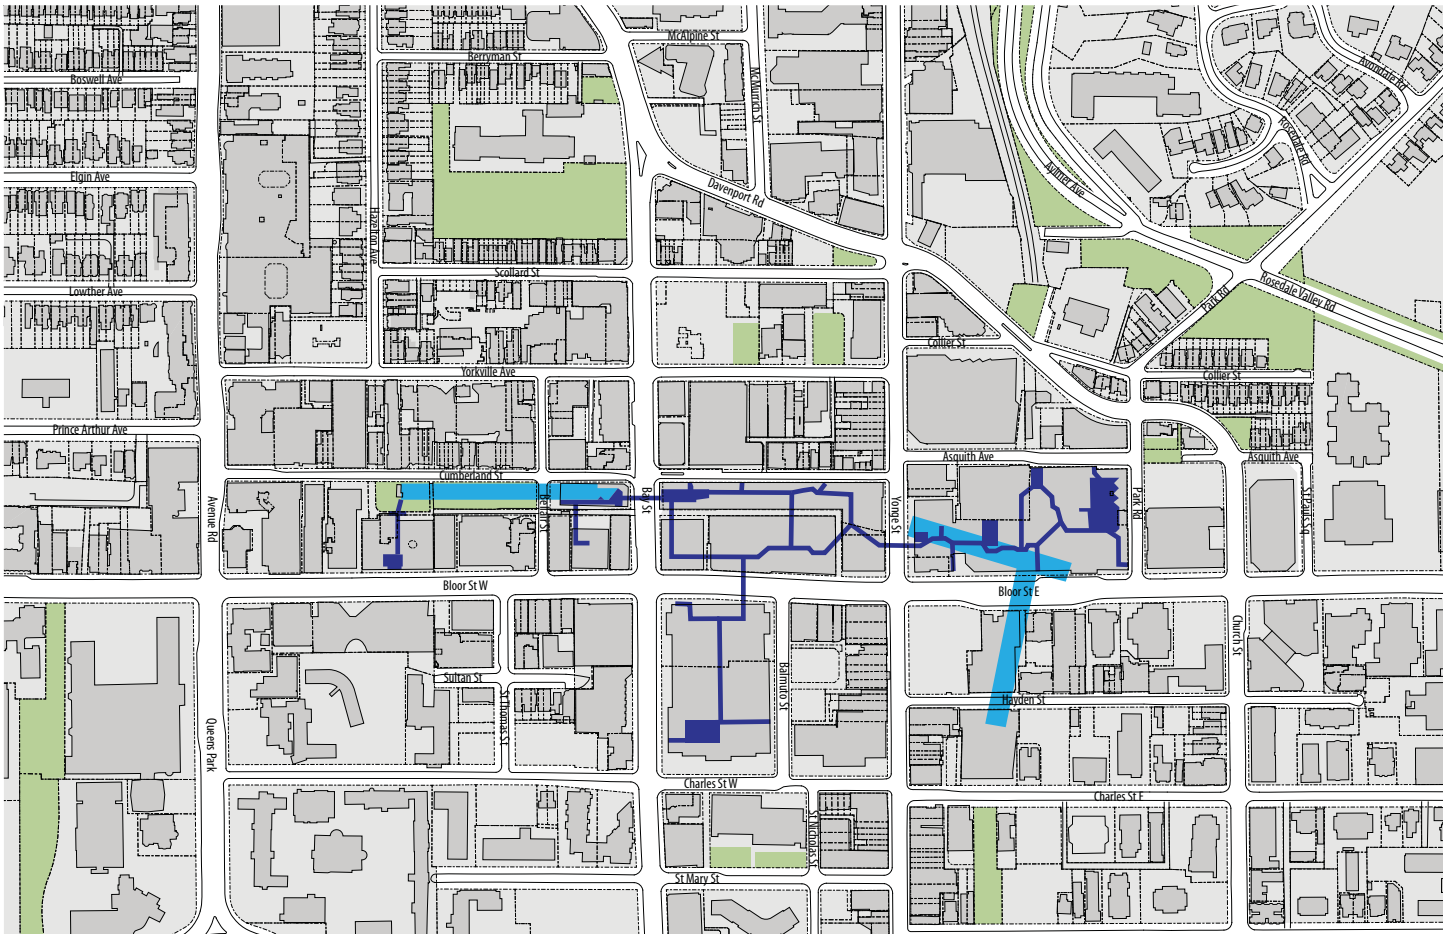 McAlpine St
Berryman St
Boswell Ave
McMurrich St
Avondale Rd
Rosedale Rd
Elgin Ave
Aylmer Ave
Davenport Rd
Hazelton Ave
Scollard St
Lowther Ave
Rosedale Valley Rd
Park Rd
Collier St
Yorkville Ave
Collier St
Prince Arthur Ave
Asquith Ave
Asquith Ave
Cumberland St
Avenue Rd
Bellair St
Bay St
Yonge St
Park Rd
St Pauls Sq
Bloor St W
Bloor St E
Church St
Sultan St
Balmuto St
St Thomas St
Hayden St
Queens Park
Charles St W
Charles St E
St Nicholas St
St Mary St